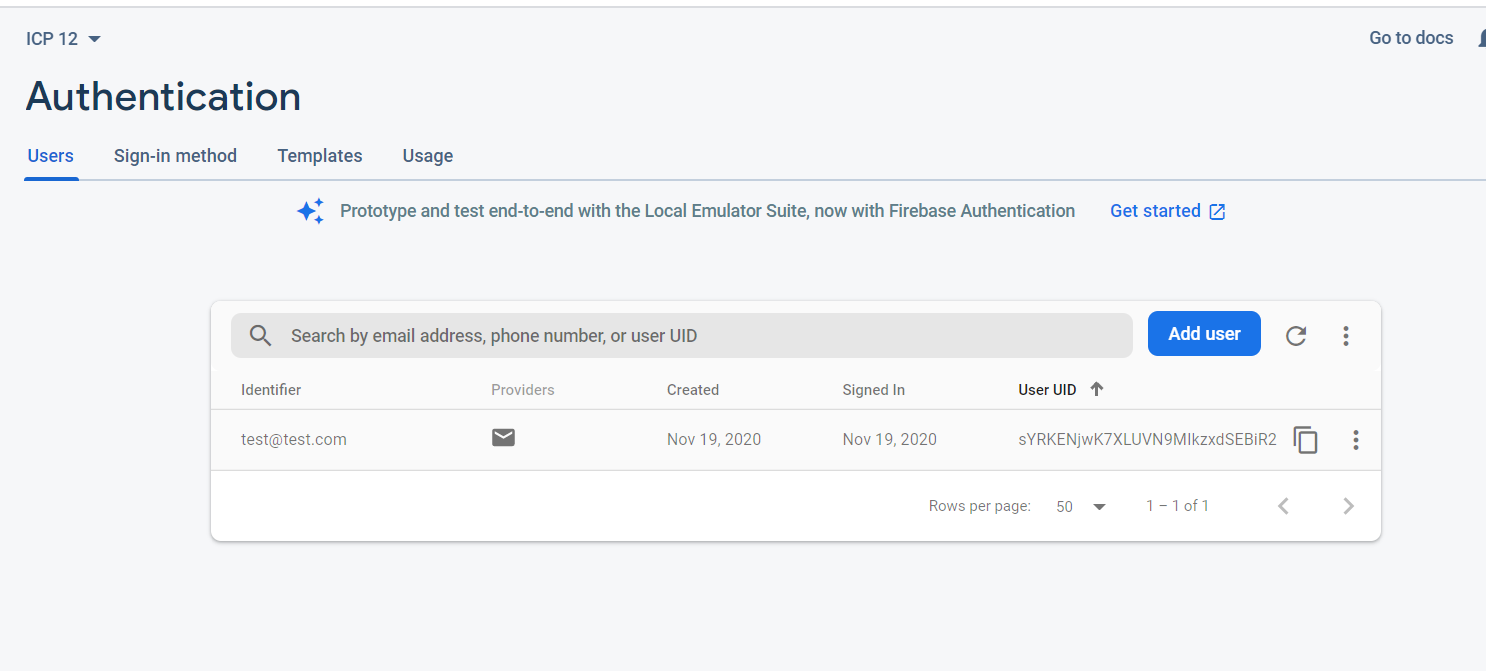 ICP 12
Go to docs
Authentication
Users Sign-in method Templates Usage
Prototype and test end-to-end with the Local Emulator Suite, now with Firebase Authentication Get started
Search by email address, phone number, or user UID
Add user
Identifier Providers Created Signed In User UID
test@test.com Nov 19, 2020 Nov 19, 2020 sYRKENjwK7XLUVN9MIkzxdSEBiR2
Rows per page: 50 1 – 1 of 1